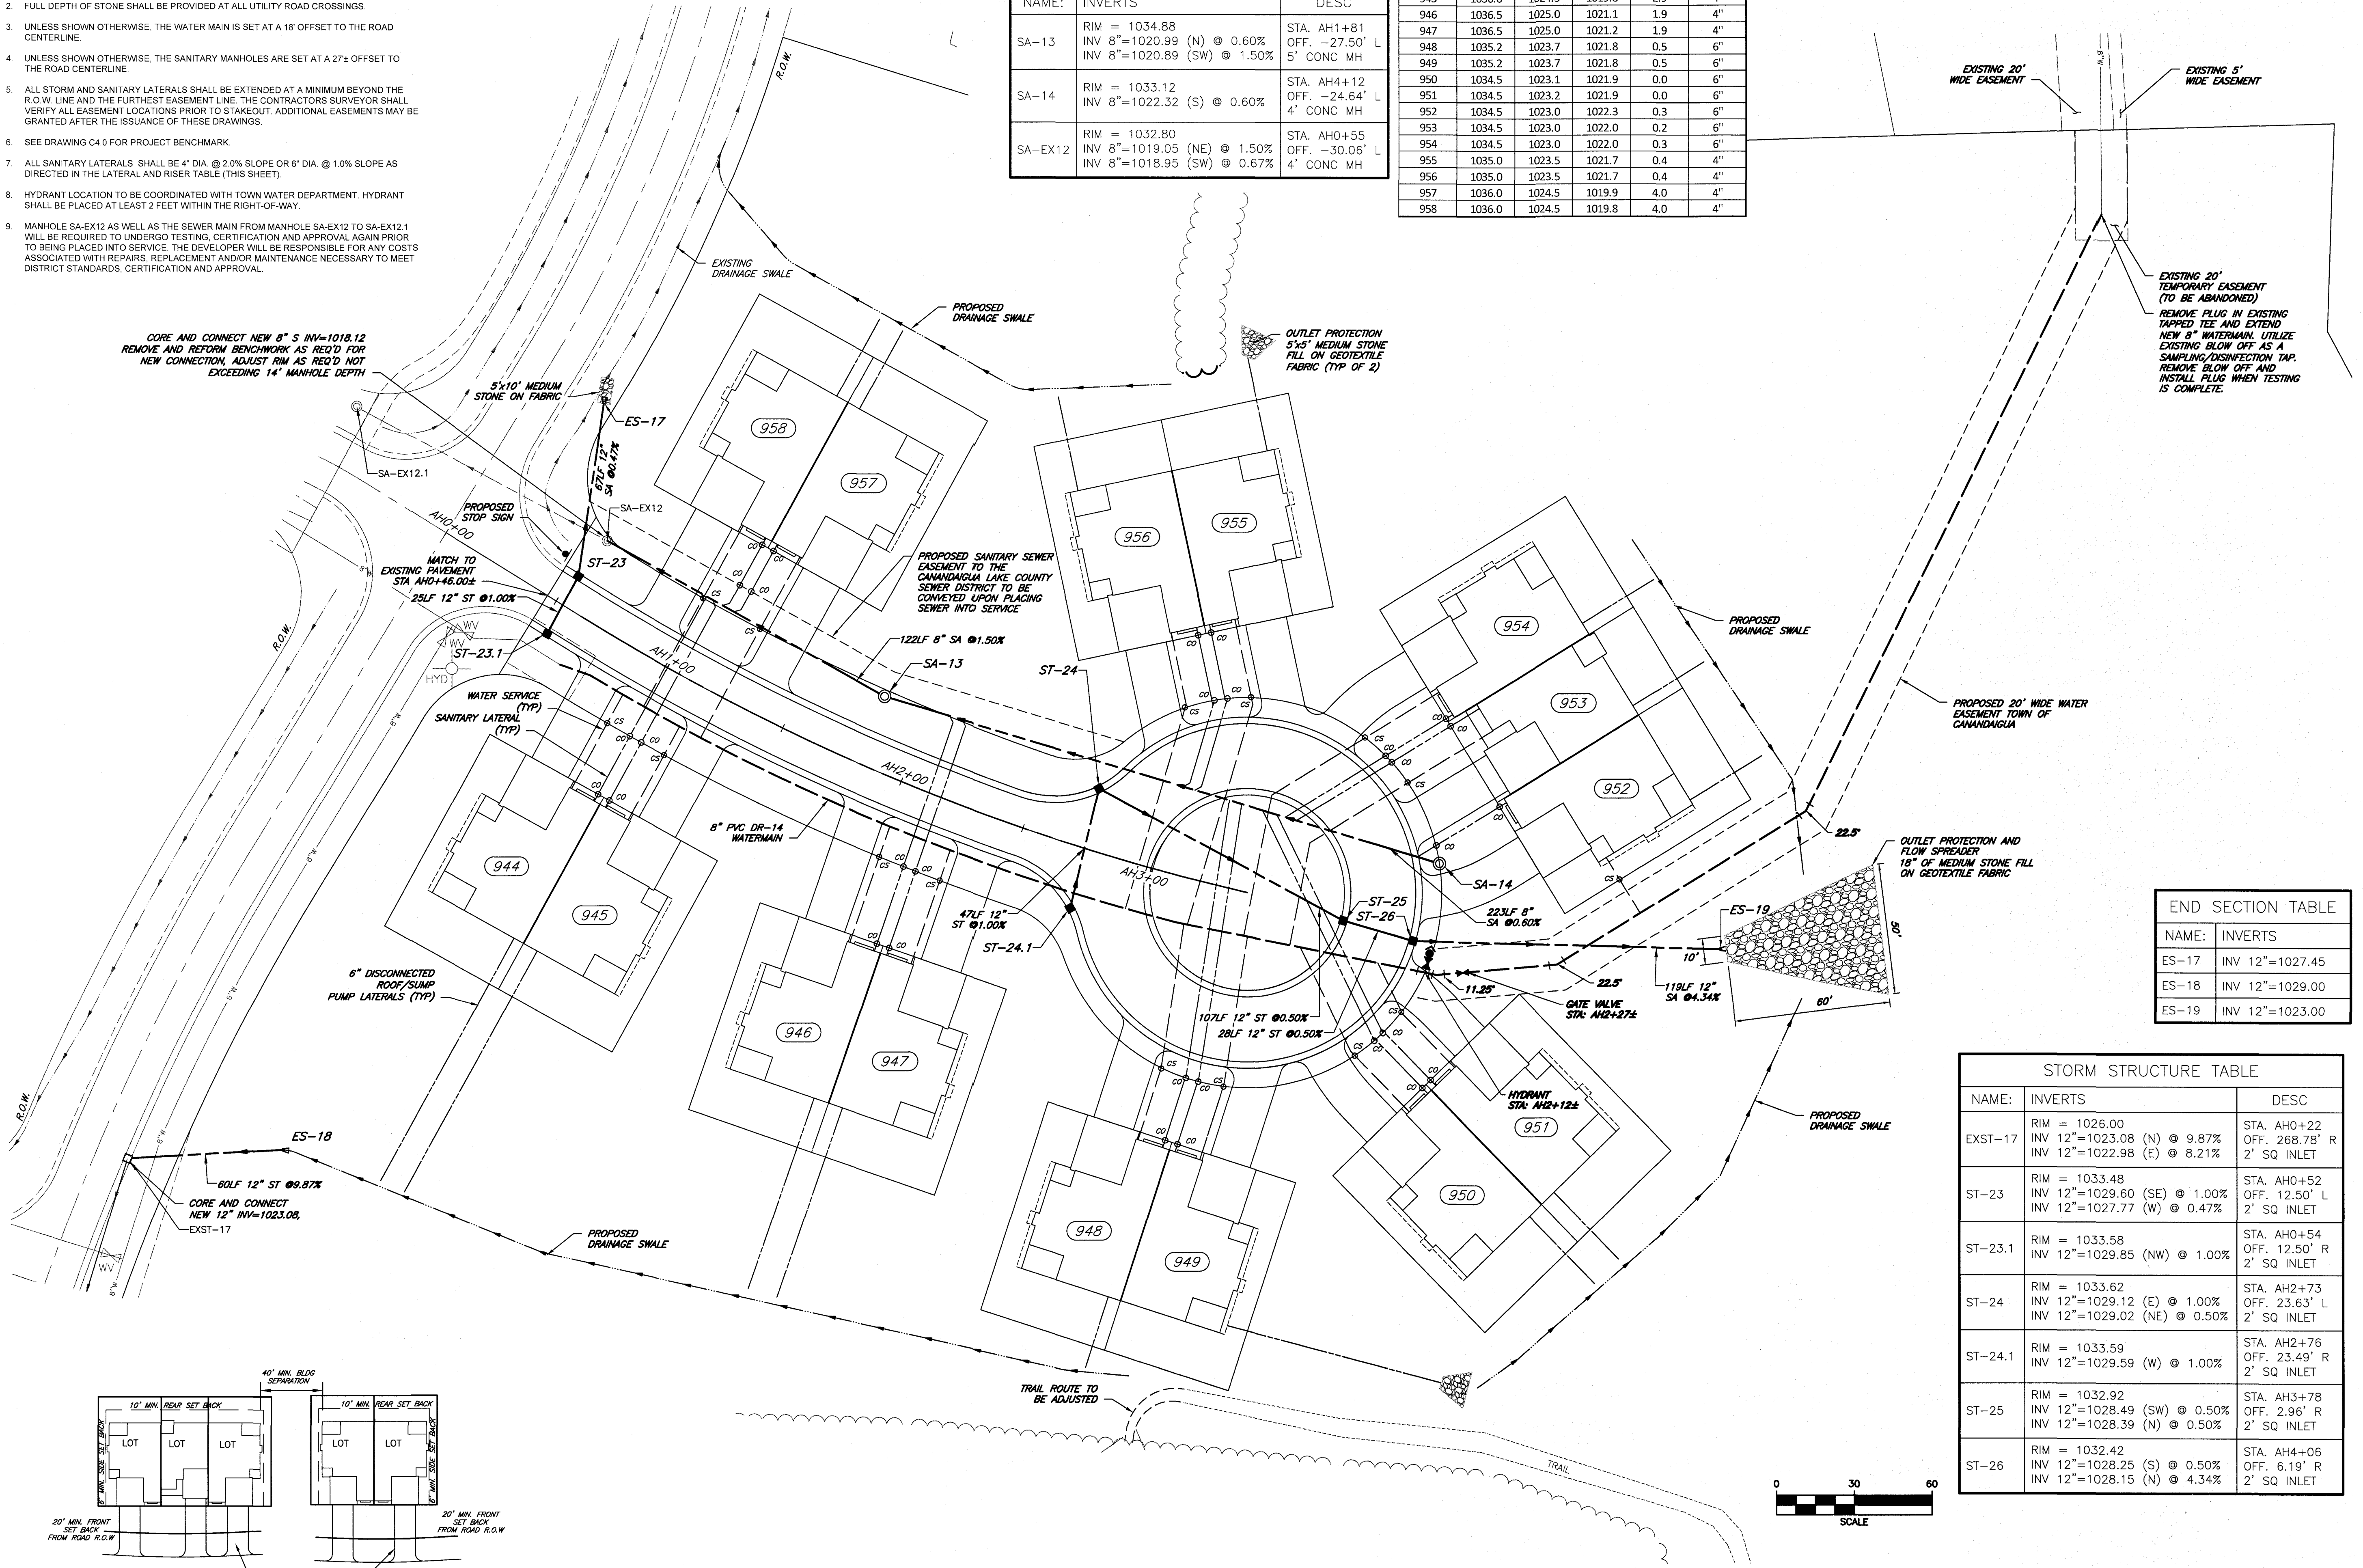 2. FULL DEPTH OF STONE SHALL BE PROVIDED AT ALL UTILITY ROAD CROSSINGS.
3. UNLESS SHOWN OTHERWISE, THE WATER MAIN IS SET AT A 18' OFFSET TO THE ROAD
CENTERLINE.
4. UNLESS SHOWN OTHERWISE, THE SANITARY MANHOLES ARE SET AT A 27'± OFFSET TO
THE ROAD CENTERLINE.
5. ALL STORM AND SANITARY LATERALS SHALL BE EXTENDED AT A MINIMUM BEYOND THE
R.O.W. LINE AND THE FURTHEST EASEMENT LINE. THE CONTRACTORS SURVEYOR SHALL
VERIFY ALL EASEMENT LOCATIONS PRIOR TO STAKEOUT. ADDITIONAL EASEMENTS MAY BE
GRANTED AFTER THE ISSUANCE OF THESE DRAWINGS.
6. SEE DRAWING C4.0 FOR PROJECT BENCHMARK.
7. ALL SANITARY LATERALS SHALL BE 4" DIA. @ 2.0% SLOPE OR 6" DIA. @ 1.0% SLOPE AS
DIRECTED IN THE LATERAL AND RISER TABLE (THIS SHEET).
8. HYDRANT LOCATION TO BE COORDINATED WITH TOWN WATER DEPARTMENT. HYDRANT
SHALL BE PLACED AT LEAST 2 FEET WITHIN THE RIGHT-OF-WAY.
9. MANHOLE SA-EX12 AS WELL AS THE SEWER MAIN FROM MANHOLE SA-EX12 TO SA-EX12.1
WILL BE REQUIRED TO UNDERGO TESTING, CERTIFICATION AND APPROVAL AGAIN PRIOR
TO BEING PLACED INTO SERVICE. THE DEVELOPER WILL BE RESPONSIBLE FOR ANY COSTS
ASSOCIATED WITH REPAIRS, REPLACEMENT AND/OR MAINTENANCE NECESSARY TO MEET
DISTRICT STANDARDS, CERTIFICATION AND APPROVAL.
NAME: INVERTS DESC
SA-13
RIM = 1034.88
INV 8"=1020.99 (N) @ 0.60%
INV 8"=1020.89 (SW) @ 1.50%
STA. AH1+81
OFF. -27.50' L
5' CONC MH
SA-14
RIM = 1033.12
INV 8"=1022.32 (S) @ 0.60%
STA. AH4+12
OFF. -24.64' L
4' CONC MH
SA-EX12
RIM = 1032.80
INV 8"=1019.05 (NE) @ 1.50%
INV 8"=1018.95 (SW) @ 0.67%
STA. AH0+55
OFF. -30.06' L
4' CONC MH
946 1036.5 1025.0 1021.1 1.9 4"
947 1036.5 1025.0 1021.2 1.9 4"
948 1035.2 1023.7 1021.8 0.5 6"
949 1035.2 1023.7 1021.8 0.5 6"
950 1034.5 1023.1 1021.9 0.0 6"
951 1034.5 1023.2 1021.9 0.0 6"
952 1034.5 1023.0 1022.3 0.3 6"
953 1034.5 1023.0 1022.0 0.2 6"
954 1034.5 1023.0 1022.0 0.3 6"
955 1035.0 1023.5 1021.7 0.4 4"
956 1035.0 1023.5 1021.7 0.4 4"
957 1036.0 1024.5 1019.9 4.0 4"
958 1036.0 1024.5 1019.8 4.0 4"
R.O.W.
EXISTING 20'
WIDE EASEMENT
8"W
EXISTING 5'
WIDE EASEMENT
EXISTING 20'
TEMPORARY EASEMENT
(TO BE ABANDONED)
REMOVE PLUG IN EXISTING
TAPPED TEE AND EXTEND
NEW 8" WATERMAIN. UTILIZE
EXISTING BLOW OFF AS A
SAMPLING/DISINFECTION TAP.
REMOVE BLOW OFF AND
INSTALL PLUG WHEN TESTING
IS COMPLETE.
EXISTING
DRAINAGE SWALE
PROPOSED
DRAINAGE SWALE
OUTLET PROTECTION
5'x5' MEDIUM STONE
FILL ON GEOTEXTILE
FABRIC (TYP OF 2)
CORE AND CONNECT NEW 8" S INV=1018.12
REMOVE AND REFORM BENCHWORK AS REQ'D FOR
NEW CONNECTION, ADJUST RIM AS REQ'D NOT
EXCEEDING 14' MANHOLE DEPTH
5'x10' MEDIUM
STONE ON FABRIC
ES-17
67LF 12"
SA @0.47%
SA-EX12.1
PROPOSED
STOP SIGN
SA-EX12
AH0+00
MATCH TO
EXISTING PAVEMENT
STA AH0+46.00±
25LF 12" ST @1.00%
ST-23
ST-23.1
958
957
956
955
954
953
952
PROPOSED SANITARY SEWER
EASEMENT TO THE
CANANDAIGUA LAKE COUNTY
SEWER DISTRICT TO BE
CONVEYED UPON PLACING
SEWER INTO SERVICE
122LF 8" SA @1.50%
SA-13
ST-24
PROPOSED
DRAINAGE SWALE
PROPOSED 20' WIDE WATER
EASEMENT TOWN OF
CANANDAIGUA
WV
WV
HYD
R.O.W.
8"W
8"W
8"W
8"W
WATER SERVICE
(TYP)
SANITARY LATERAL
(TYP)
AH1+00
AH2+00
AH3+00
8" PVC DR-14
WATERMAIN
944
945
946
947
948
949
950
951
47LF 12"
ST @1.00%
ST-24.1
ST-25
ST-26
SA-14
223LF 8"
SA @0.60%
22.5°
OUTLET PROTECTION AND
FLOW SPREADER
18" OF MEDIUM STONE FILL
ON GEOTEXTILE FABRIC
ES-19
50'
10'
60'
119LF 12"
SA @4.34%
22.5°
11.25°
GATE VALVE
STA: AH2+27±
107LF 12" ST @0.50%
28LF 12" ST @0.50%
HYDRANT
STA: AH2+12±
PROPOSED
DRAINAGE SWALE
6" DISCONNECTED
ROOF/SUMP
PUMP LATERALS (TYP)
R.O.W.
ES-18
60LF 12" ST @9.87%
CORE AND CONNECT
NEW 12" INV=1023.08,
EXST-17
8"W
WV
8"W
PROPOSED
DRAINAGE SWALE
TRAIL ROUTE TO
BE ADJUSTED
TRAIL
CO
CS
END SECTION TABLE
NAME: INVERTS
ES-17 INV 12"=1027.45
ES-18 INV 12"=1029.00
ES-19 INV 12"=1023.00
STORM STRUCTURE TABLE
NAME: INVERTS DESC
EXST-17
RIM = 1026.00
INV 12"=1023.08 (N) @ 9.87%
INV 12"=1022.98 (E) @ 8.21%
STA. AH0+22
OFF. 268.78' R
2' SQ INLET
ST-23
RIM = 1033.48
INV 12"=1029.60 (SE) @ 1.00%
INV 12"=1027.77 (W) @ 0.47%
STA. AH0+52
OFF. 12.50' L
2' SQ INLET
ST-23.1
RIM = 1033.58
INV 12"=1029.85 (NW) @ 1.00%
STA. AH0+54
OFF. 12.50' R
2' SQ INLET
ST-24
RIM = 1033.62
INV 12"=1029.12 (E) @ 1.00%
INV 12"=1029.02 (NE) @ 0.50%
STA. AH2+73
OFF. 23.63' L
2' SQ INLET
ST-24.1
RIM = 1033.59
INV 12"=1029.59 (W) @ 1.00%
STA. AH2+76
OFF. 23.49' R
2' SQ INLET
ST-25
RIM = 1032.92
INV 12"=1028.49 (SW) @ 0.50%
INV 12"=1028.39 (N) @ 0.50%
STA. AH3+78
OFF. 2.96' R
2' SQ INLET
ST-26
RIM = 1032.42
INV 12"=1028.25 (S) @ 0.50%
INV 12"=1028.15 (N) @ 4.34%
STA. AH4+06
OFF. 6.19' R
2' SQ INLET
40' MIN. BLDG
SEPARATION
10' MIN. REAR SET BACK
10' MIN. REAR SET BACK
6' MIN. SIDE SET BACK
6' MIN. SIDE SET BACK
LOT LOT LOT
LOT LOT
20' MIN. FRONT
SET BACK
FROM ROAD R.O.W
20' MIN. FRONT
SET BACK
FROM ROAD R.O.W
0 30 60
SCALE